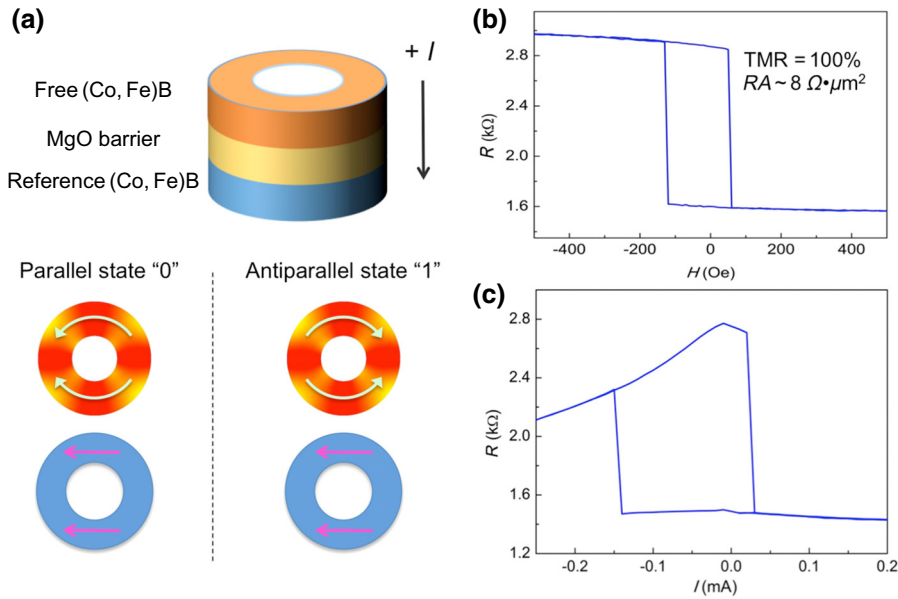 (a)
+ I
Free (Co, Fe)B
MgO barrier
Reference (Co, Fe)B
Parallel state “0”
Antiparallel state “1”
(b)
TMR = 100%
RA ~ 8 Ω•μm²
2.8
2.4
2.0
1.6
R (kΩ)
-400 -200 0 200 400
H (Oe)
(c)
2.8
2.4
2.0
1.6
1.2
R (kΩ)
-0.2 -0.1 0.0 0.1 0.2
I (mA)